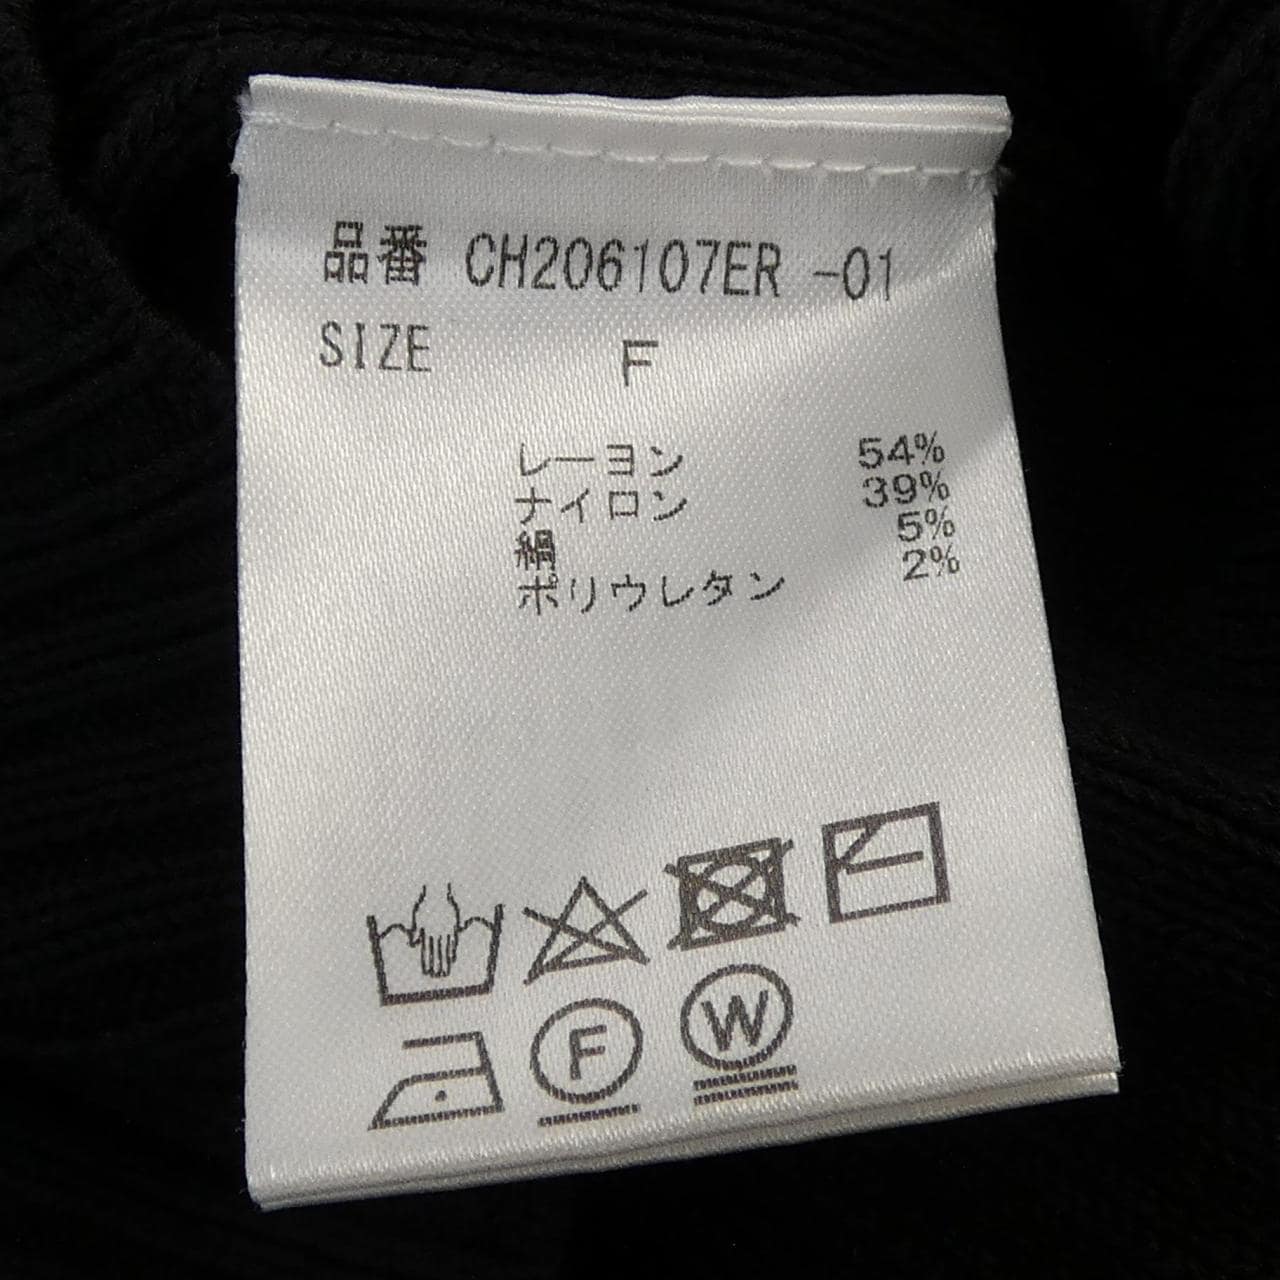 品番 CH206107ER -01
SIZE F
レーヨン 54%
ナイロン 39%
絹 5%
ポリウレタン 2%
F W